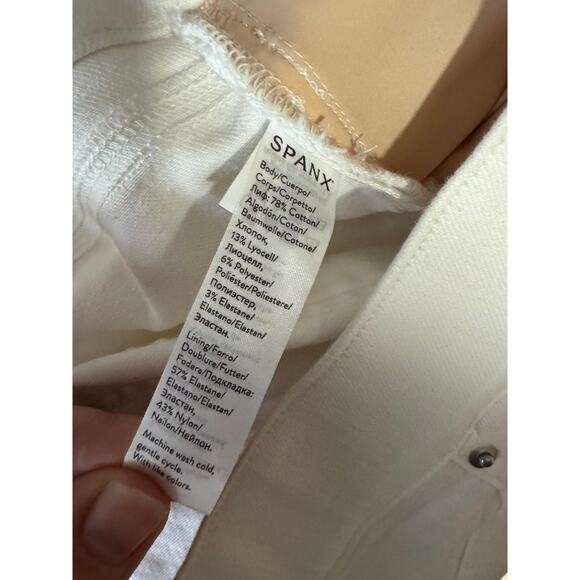 SPANX
Body/Cuerpo/
Corps/Corpetto/
Лиф: 78% Cotton/
Algodón/Coton/
Baumwolle/Cotone/
Хлопок,
13% Lyocell/
Лиоцелл,
6% Polyester/
Poliéster/Poliestere/
Полиэстер,
3% Elastane/
Elastano/Elastan/
Эластан.
Lining/Forro/
Doublure/Futter/
Fodera/Подкладка:
57% Elastane/
Elastano/Elastan/
Эластан,
43% Nylon/
Nailon/Нейлон.
Machine wash cold,
gentle cycle.
With like colors.